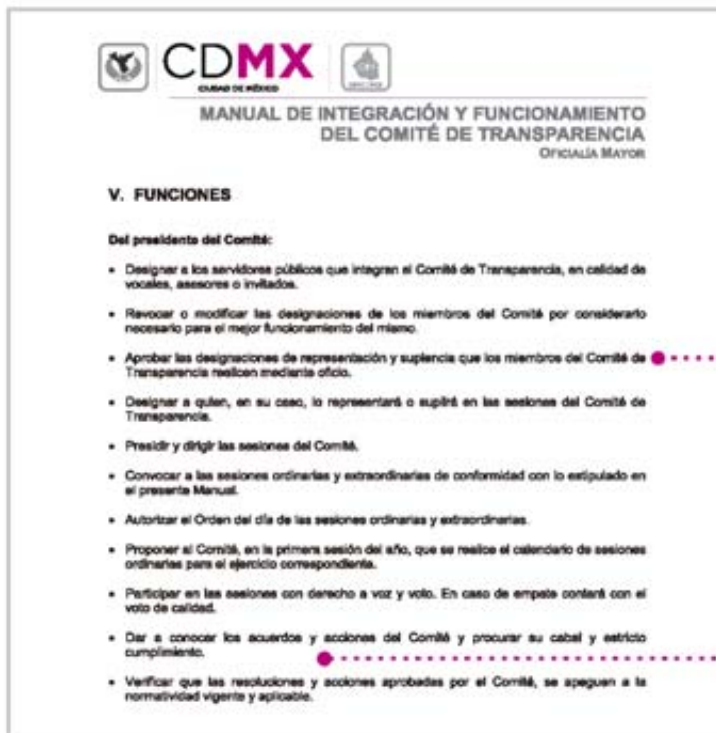 CDMX
CIUDAD DE MÉXICO
MANUAL DE INTEGRACIÓN Y FUNCIONAMIENTO
DEL COMITÉ DE TRANSPARENCIA
OFICIALÍA MAYOR
V. FUNCIONES
Del presidente del Comité:
• Designar a los servidores públicos que integran el Comité de Transparencia, en calidad de
vocales, asesores o invitados.
• Revocar o modificar las designaciones de los miembros del Comité por considerarlo
necesario para el mejor funcionamiento del mismo.
• Aprobar las designaciones de representación y suplencia que los miembros del Comité de
Transparencia realicen mediante oficio.
• Designar a quien, en su caso, lo representará o suplirá en las sesiones del Comité de
Transparencia.
• Presidir y dirigir las sesiones del Comité.
• Convocar a las sesiones ordinarias y extraordinarias de conformidad con lo estipulado en
el presente Manual.
• Autorizar el Orden del día de las sesiones ordinarias y extraordinarias.
• Proponer al Comité, en la primera sesión del año, que se realice el calendario de sesiones
ordinarias para el ejercicio correspondiente.
• Participar en las sesiones con derecho a voz y voto. En caso de empate contará con el
voto de calidad.
• Dar a conocer los acuerdos y acciones del Comité y procurar su cabal y estricto
cumplimiento.
• Verificar que las resoluciones y acciones aprobadas por el Comité, se apeguen a la
normatividad vigente y aplicable.